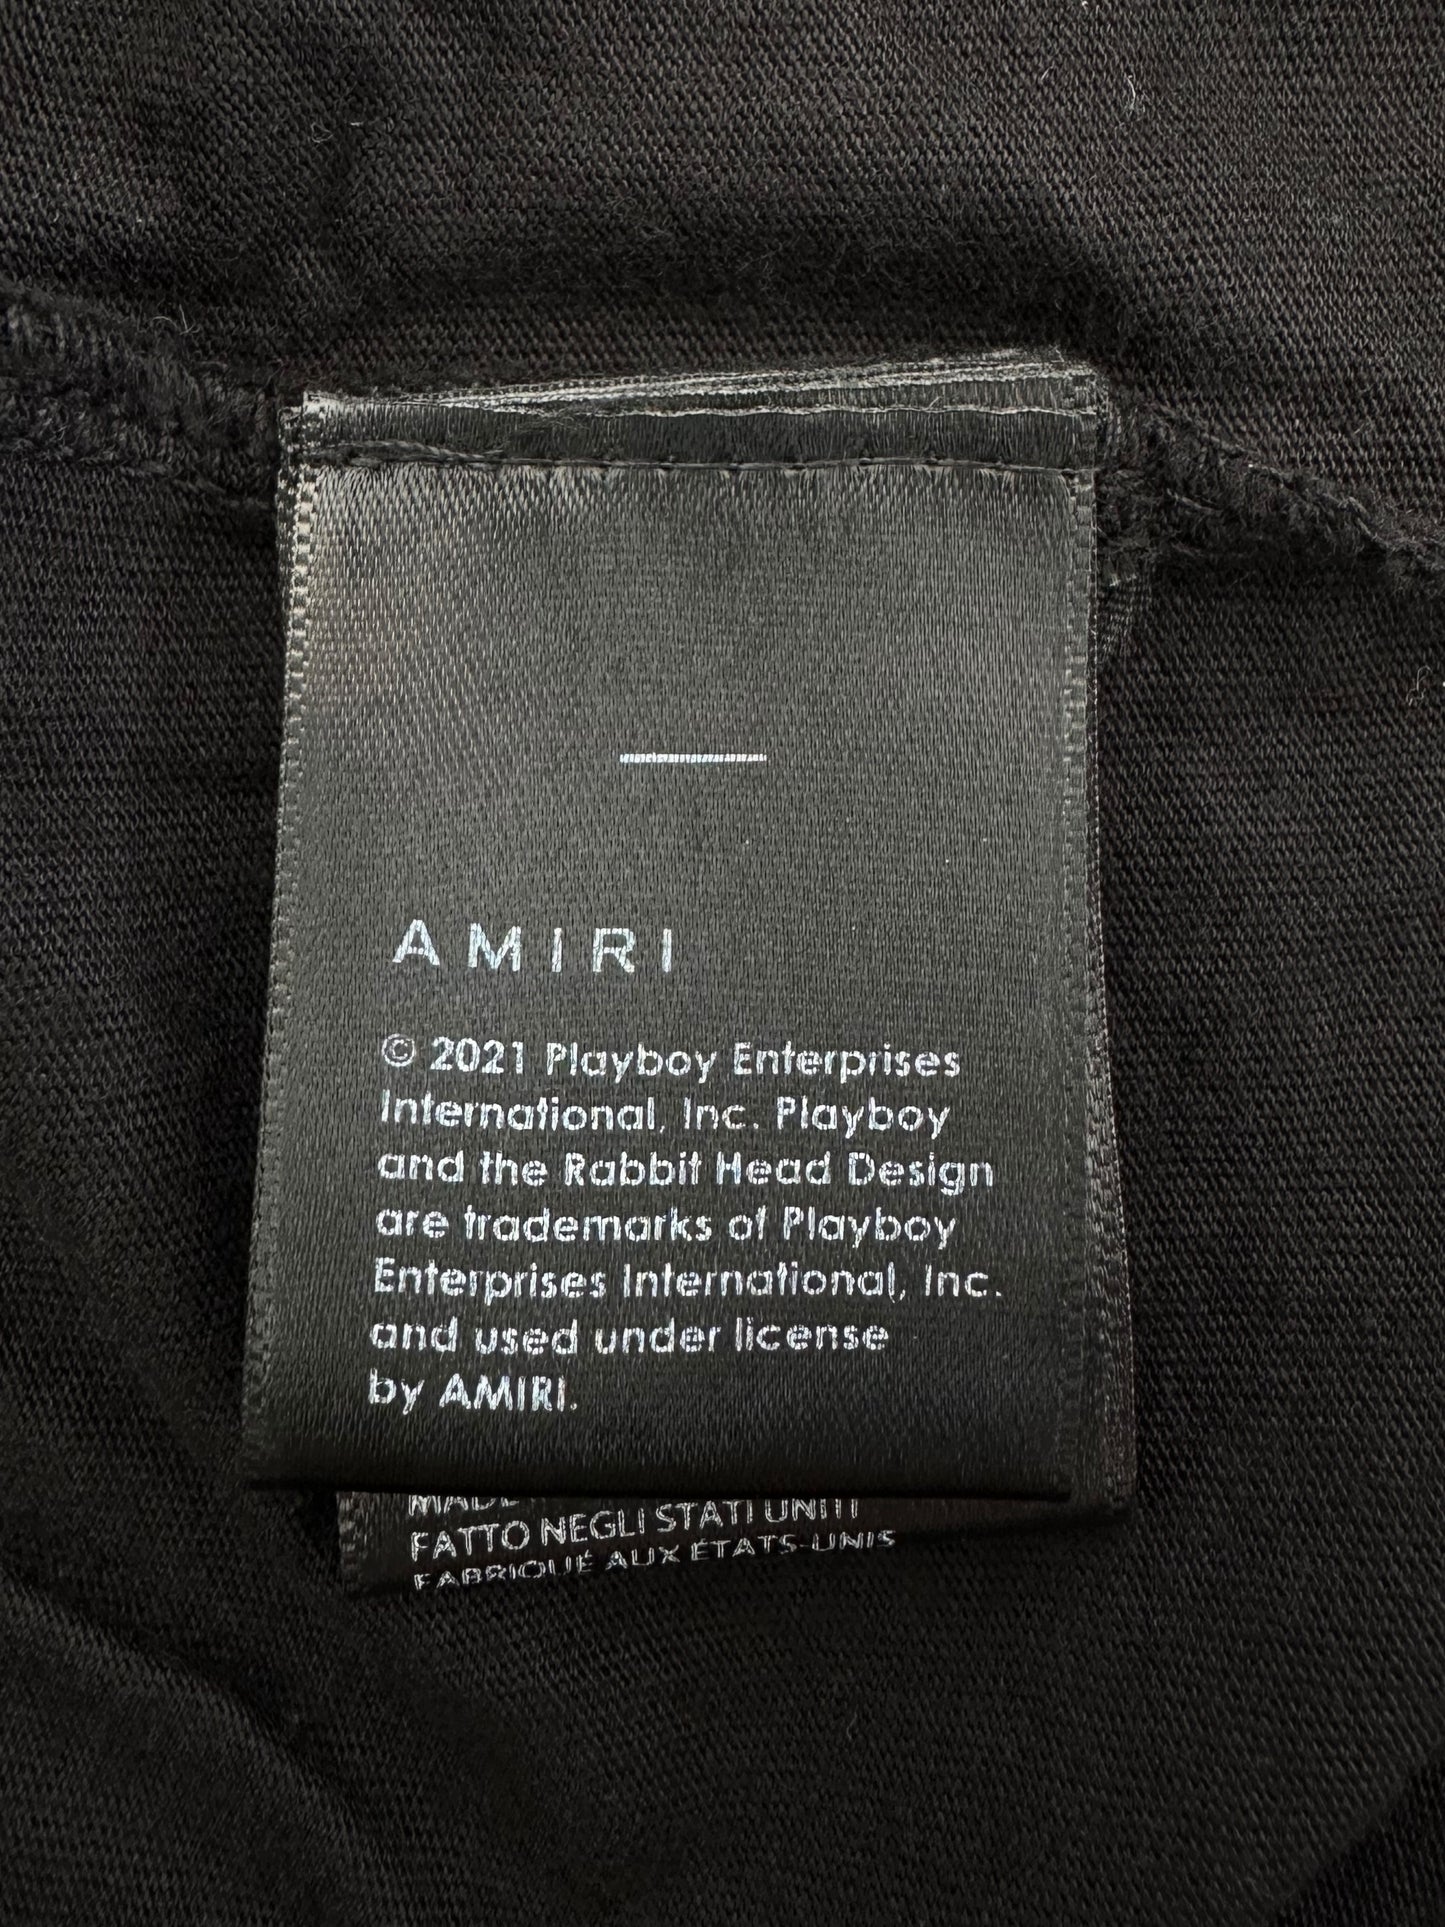 AMIRI
© 2021 Playboy Enterprises
International, Inc. Playboy
and the Rabbit Head Design
are trademarks of Playboy
Enterprises International, Inc.
and used under license
by AMIRI.
MADE
FATTO NEGLI STATI UNITI
FABRIQUÉ AUX ÉTATS-UNIS